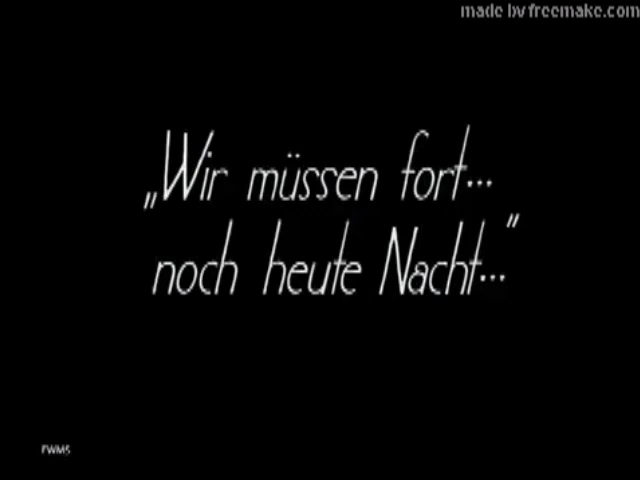 made by freemake.com
„Wir müssen fort...
noch heute Nacht..."
FWMS